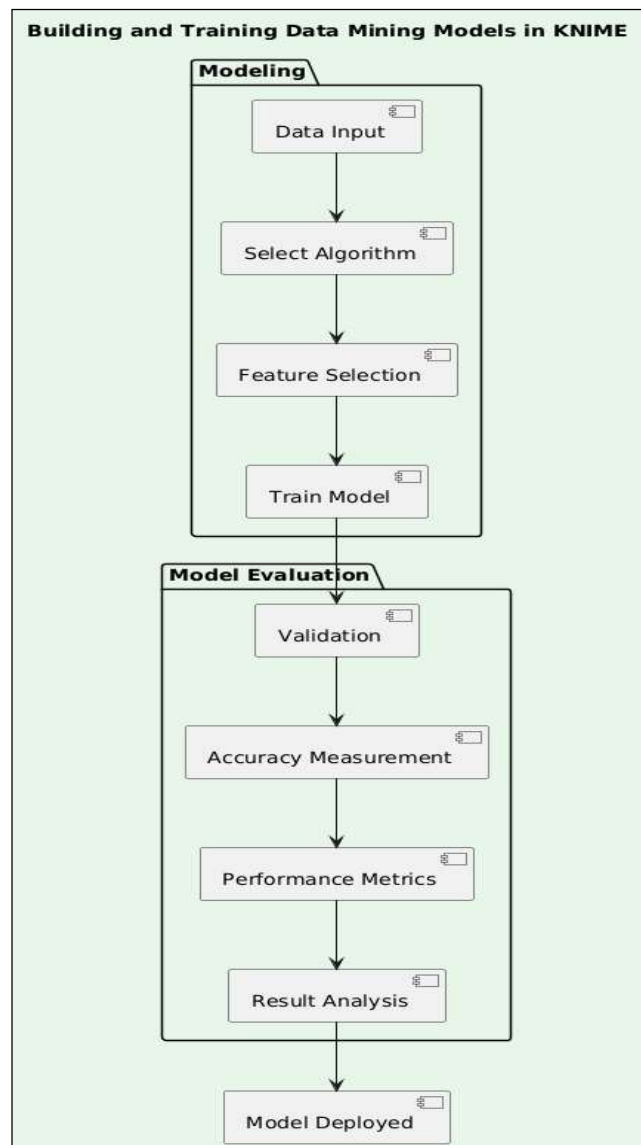 Building and Training Data Mining Models in KNIME
Modeling
Data Input
Select Algorithm
Feature Selection
Train Model
Model Evaluation
Validation
Accuracy Measurement
Performance Metrics
Result Analysis
Model Deployed